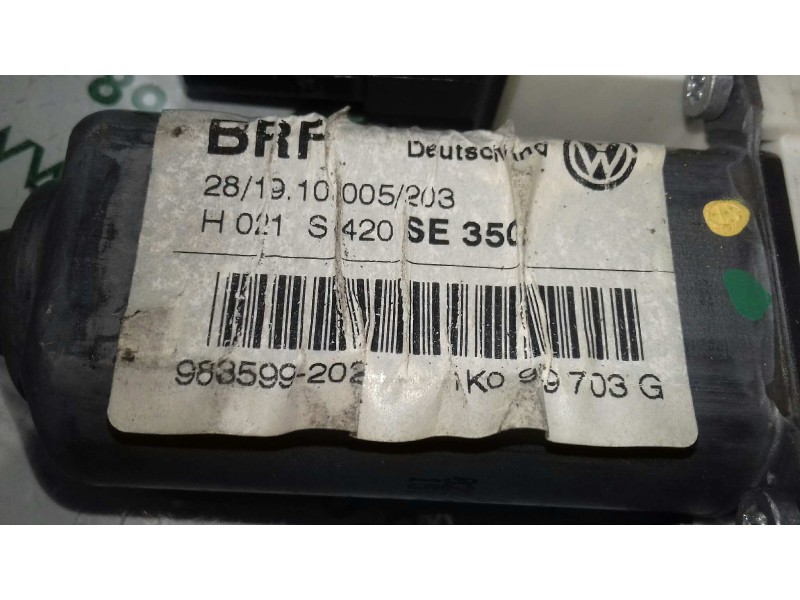 BRF Deutschland
28/19.10.005/203
H 021 S 420 SE 350
983599-202 1K0 959 703 G